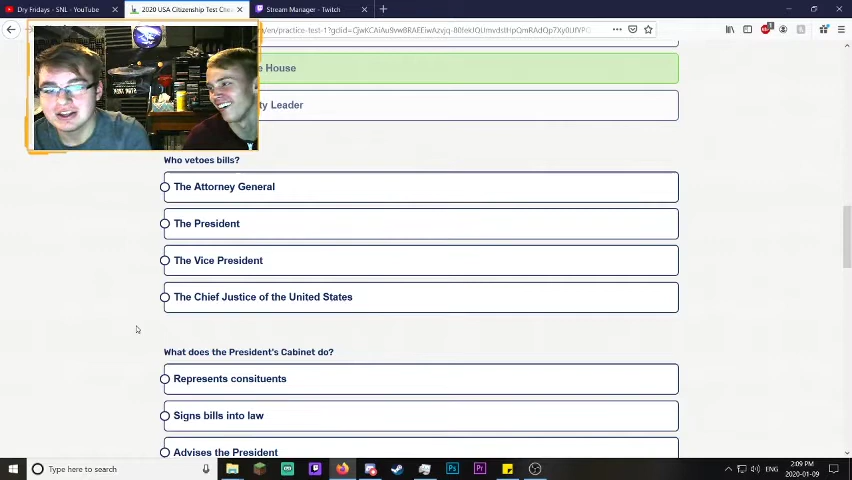 Dry Fridays - SNL - YouTube
2020 USA Citizenship Test Che
Stream Manager - Twitch
House
ty Leader
Who vetoes bills?
The Attorney General
The President
The Vice President
The Chief Justice of the United States
What does the President's Cabinet do?
Represents consituents
Signs bills into law
Advises the President
Type here to search
ENG
2:09 PM
2020-01-09